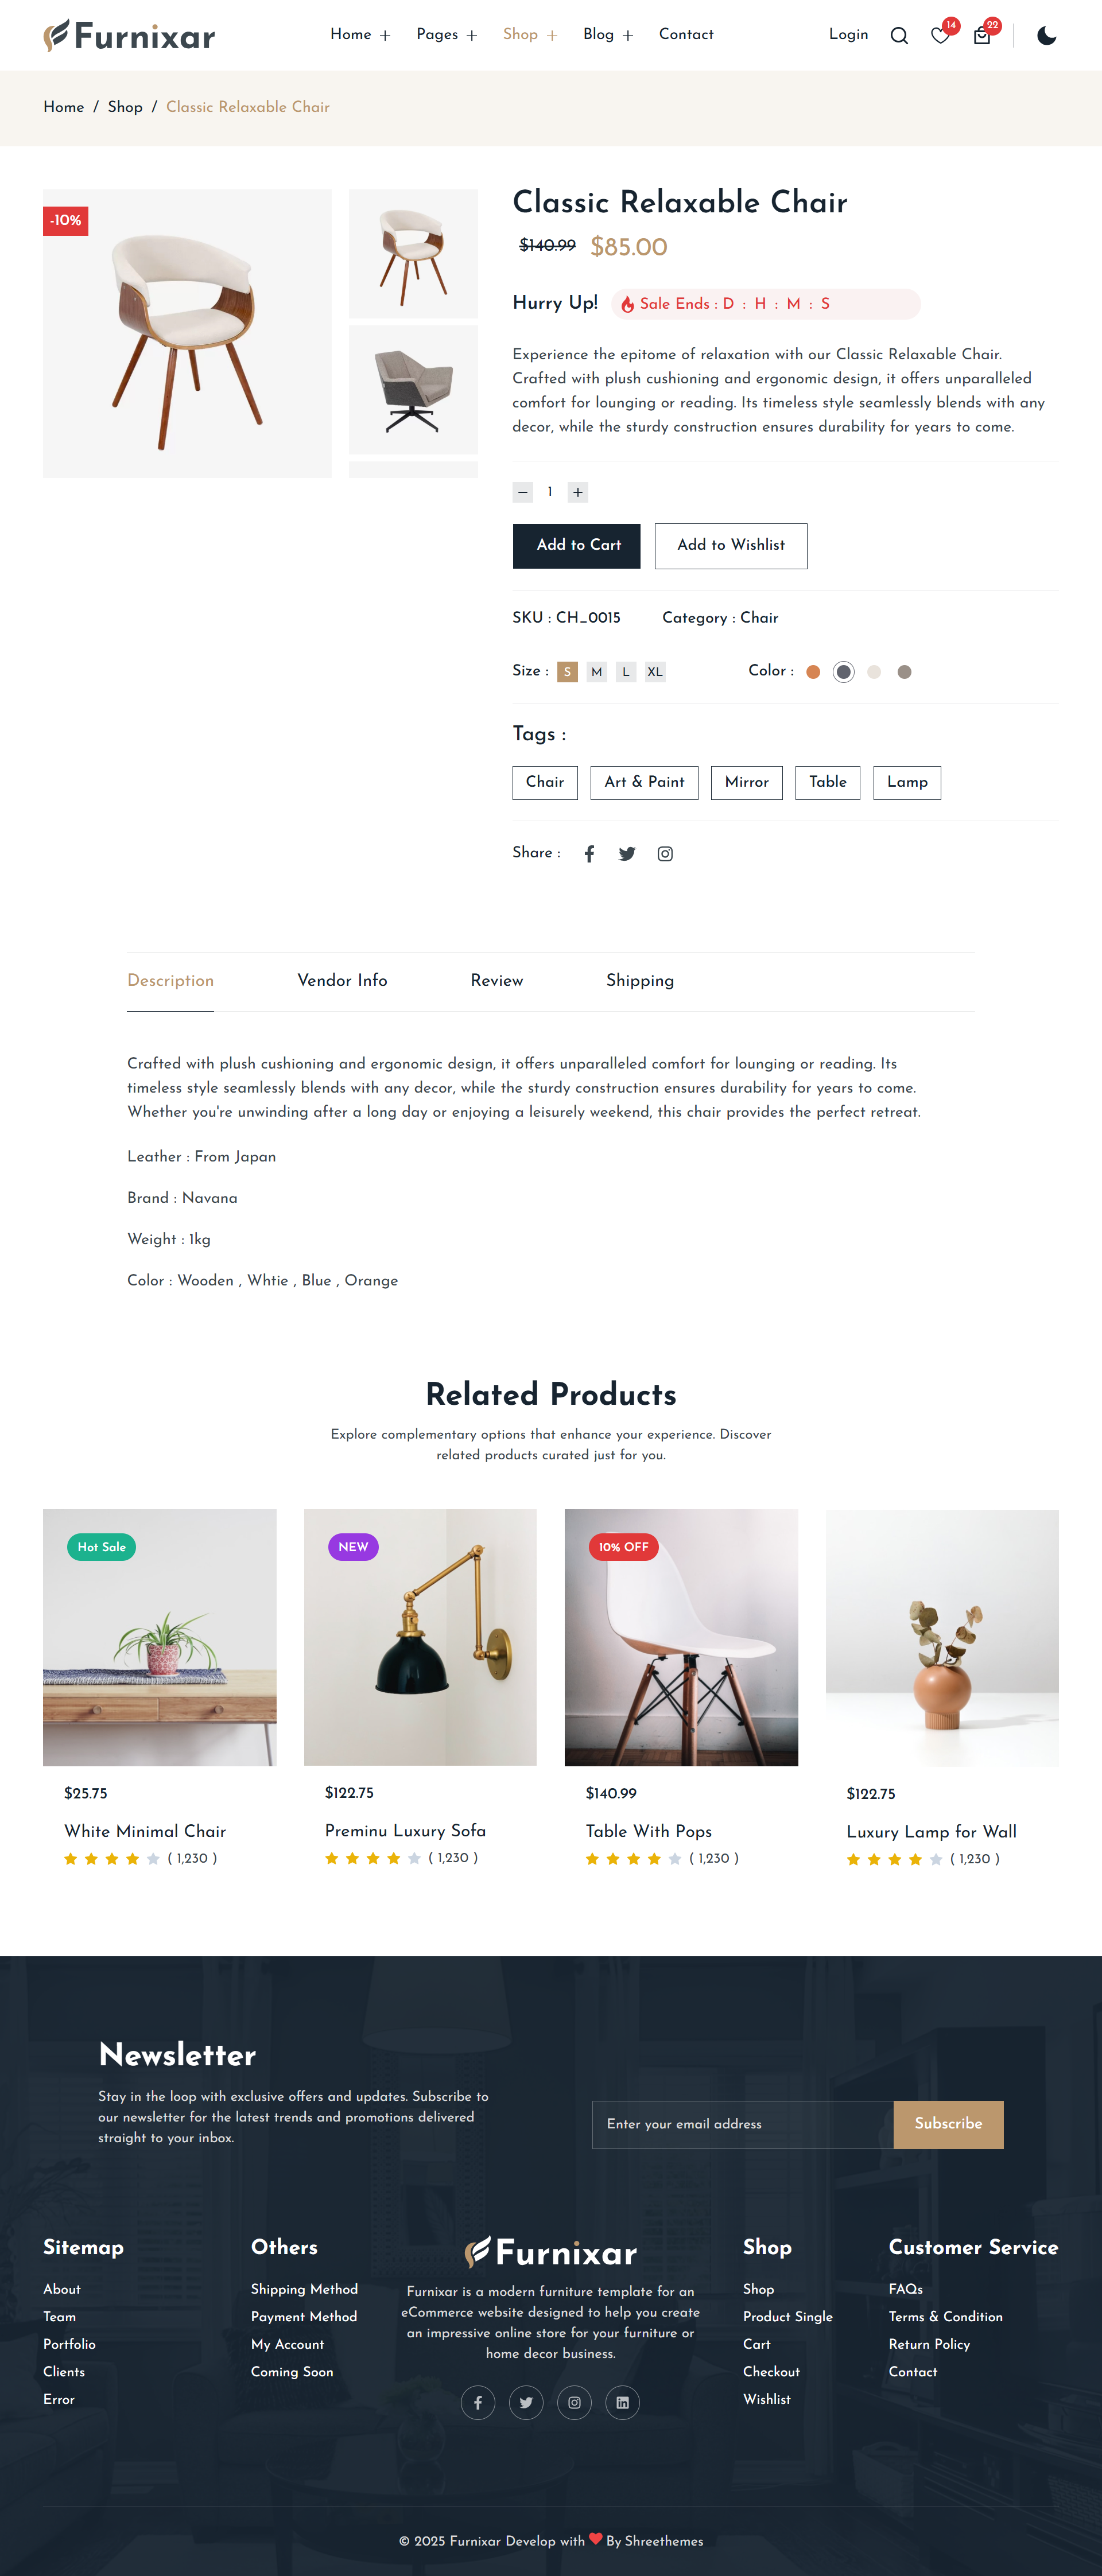 Furnixar
Home + Pages + Shop + Blog + Contact
Login 14 22
Home / Shop / Classic Relaxable Chair
-10%
Classic Relaxable Chair
$140.99 $85.00
Hurry Up! Sale Ends : D : H : M : S
Experience the epitome of relaxation with our Classic Relaxable Chair.
Crafted with plush cushioning and ergonomic design, it offers unparalleled
comfort for lounging or reading. Its timeless style seamlessly blends with any
decor, while the sturdy construction ensures durability for years to come.
− 1 +
Add to Cart Add to Wishlist
SKU : CH_0015 Category : Chair
Size : S M L XL Color :
Tags :
Chair Art & Paint Mirror Table Lamp
Share :
Description Vendor Info Review Shipping
Crafted with plush cushioning and ergonomic design, it offers unparalleled comfort for lounging or reading. Its
timeless style seamlessly blends with any decor, while the sturdy construction ensures durability for years to come.
Whether you're unwinding after a long day or enjoying a leisurely weekend, this chair provides the perfect retreat.
Leather : From Japan
Brand : Navana
Weight : 1kg
Color : Wooden , Whtie , Blue , Orange
Related Products
Explore complementary options that enhance your experience. Discover
related products curated just for you.
Hot Sale
$25.75
White Minimal Chair
( 1,230 )
NEW
$122.75
Preminu Luxury Sofa
( 1,230 )
10% OFF
$140.99
Table With Pops
( 1,230 )
$122.75
Luxury Lamp for Wall
( 1,230 )
Newsletter
Stay in the loop with exclusive offers and updates. Subscribe to
our newsletter for the latest trends and promotions delivered
straight to your inbox.
Enter your email address Subscribe
Sitemap
About
Team
Portfolio
Clients
Error
Others
Shipping Method
Payment Method
My Account
Coming Soon
Furnixar
Furnixar is a modern furniture template for an
eCommerce website designed to help you create
an impressive online store for your furniture or
home decor business.
Shop
Shop
Product Single
Cart
Checkout
Wishlist
Customer Service
FAQs
Terms & Condition
Return Policy
Contact
© 2025 Furnixar Develop with ❤ By Shreethemes